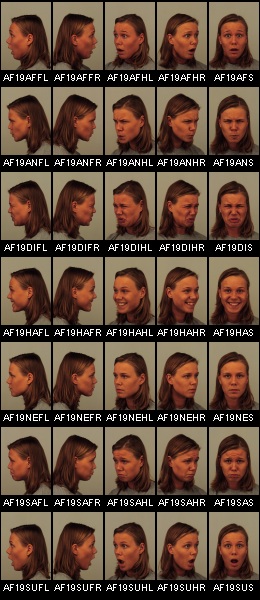 AF19AFFL AF19AFFR AF19AFHL AF19AFHR AF19AFS
AF19ANFL AF19ANFR AF19ANHL AF19ANHR AF19ANS
AF19DIFL AF19DIFR AF19DIHL AF19DIHR AF19DIS
AF19HAFL AF19HAFR AF19HAHL AF19HAHR AF19HAS
AF19NEFL AF19NEFR AF19NEHL AF19NEHR AF19NES
AF19SAFL AF19SAFR AF19SAHL AF19SAHR AF19SAS
AF19SUFL AF19SUFR AF19SUHL AF19SUHR AF19SUS